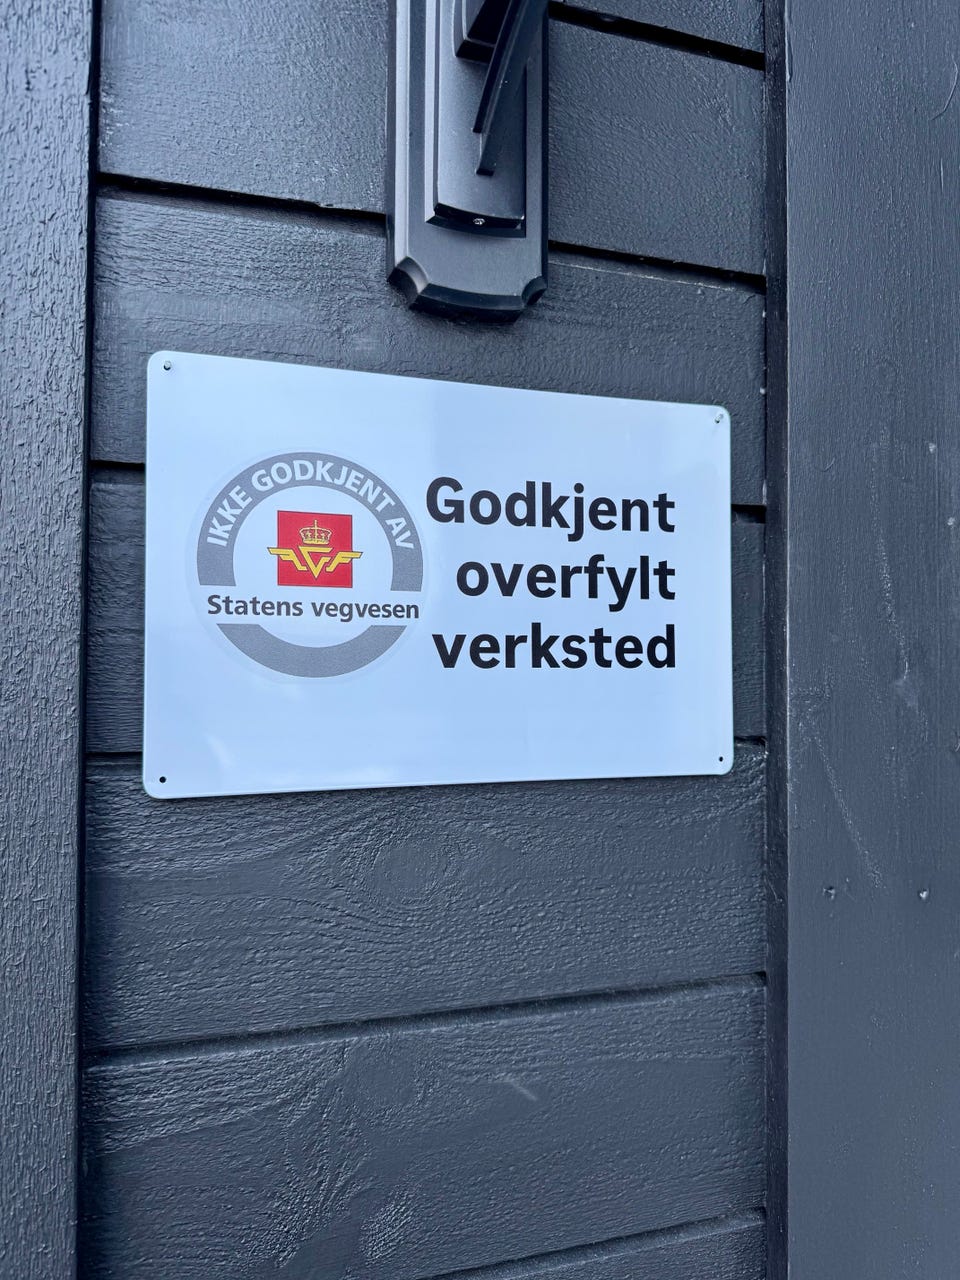 IKKE GODKJENT AV
Statens vegvesen
Godkjent
overfylt
verksted